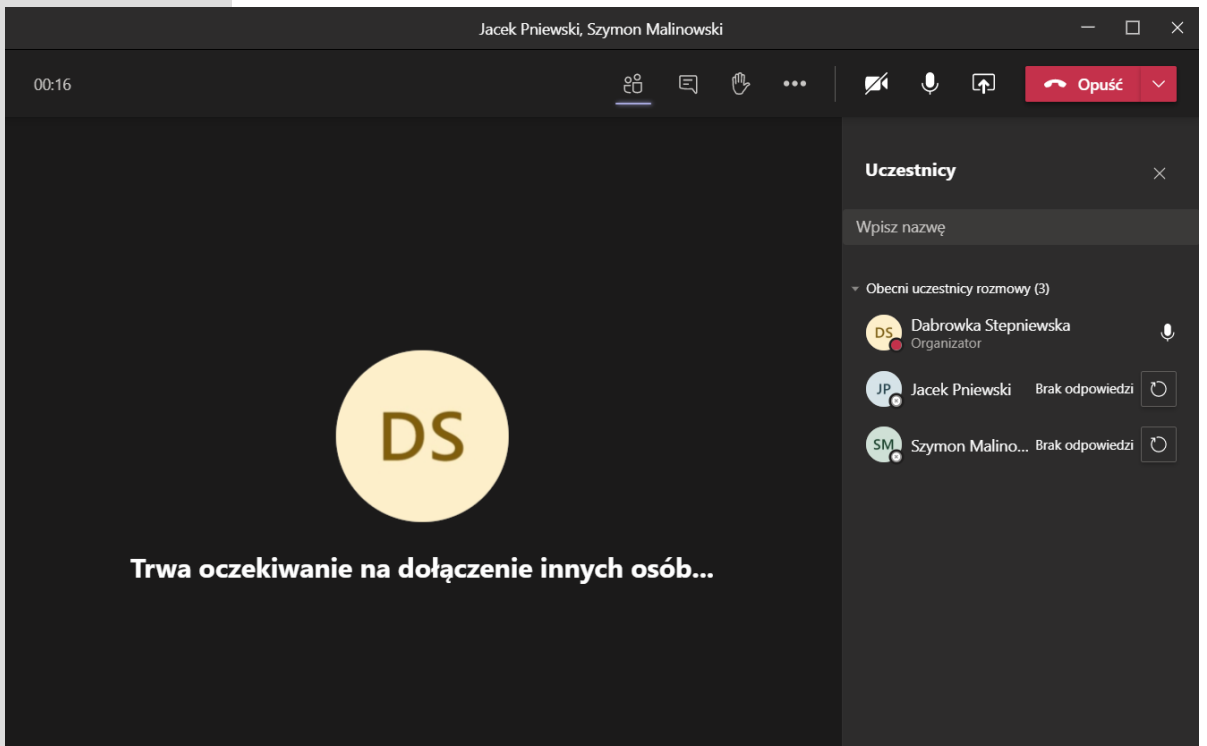 Jacek Pniewski, Szymon Malinowski
00:16
Opuść
Uczestnicy
Wpisz nazwę
Obecni uczestnicy rozmowy (3)
DS
Dabrowka Stepniewska
Organizator
JP
Jacek Pniewski Brak odpowiedzi
SM
Szymon Malino... Brak odpowiedzi
DS
Trwa oczekiwanie na dołączenie innych osób...